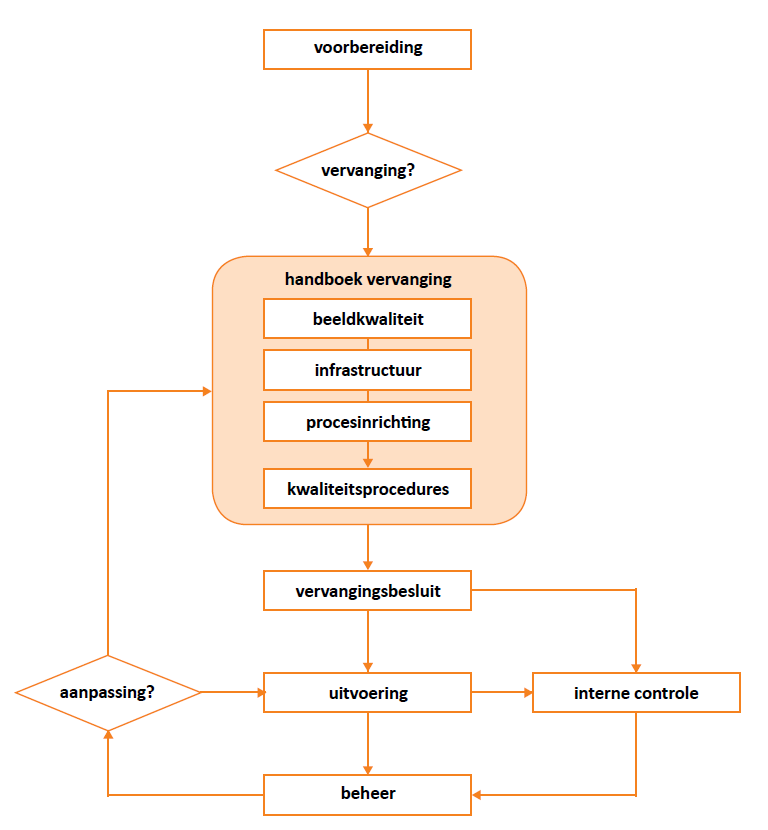 voorbereiding
vervanging?
handboek vervanging
beeldkwaliteit
infrastructuur
procesinrichting
kwaliteitsprocedures
vervangingsbesluit
aanpassing?
uitvoering
interne controle
beheer